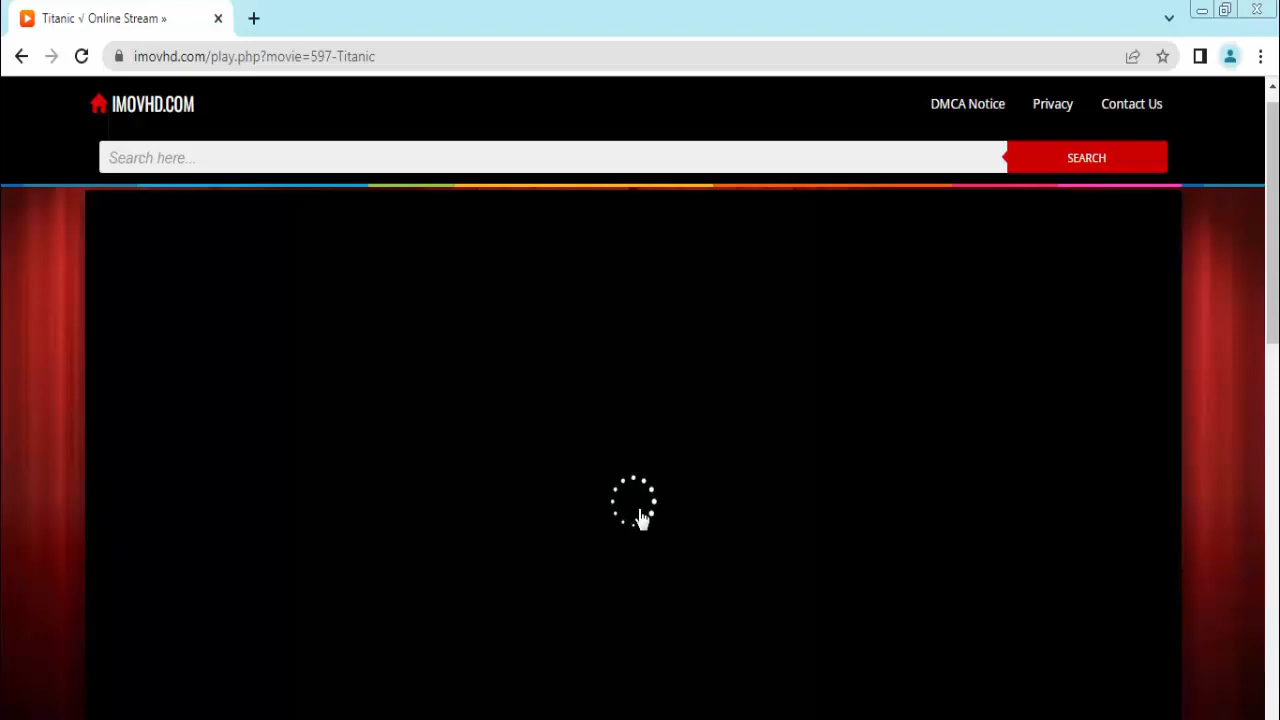 Titanic √ Online Stream »
imovhd.com/play.php?movie=597-Titanic
IMOVHD.COM
DMCA Notice
Privacy
Contact Us
Search here...
SEARCH